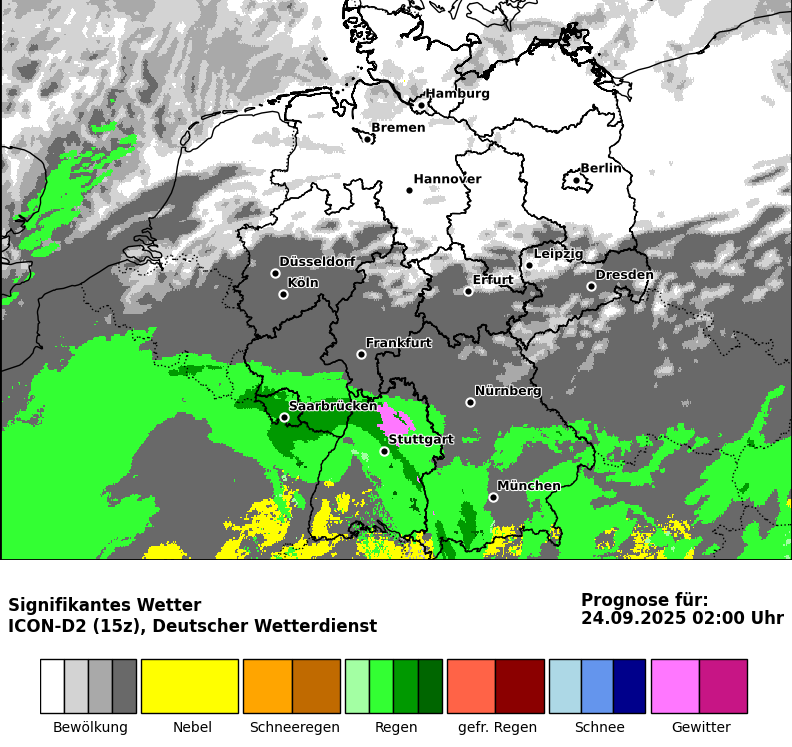 Hamburg
Bremen
Berlin
Hannover
Leipzig
Düsseldorf
Dresden
Köln
Erfurt
Frankfurt
Nürnberg
Saarbrücken
Stuttgart
München
Signifikantes Wetter
ICON-D2 (15z), Deutscher Wetterdienst
Prognose für:
24.09.2025 02:00 Uhr
Bewölkung
Nebel
Schneeregen
Regen
gefr. Regen
Schnee
Gewitter